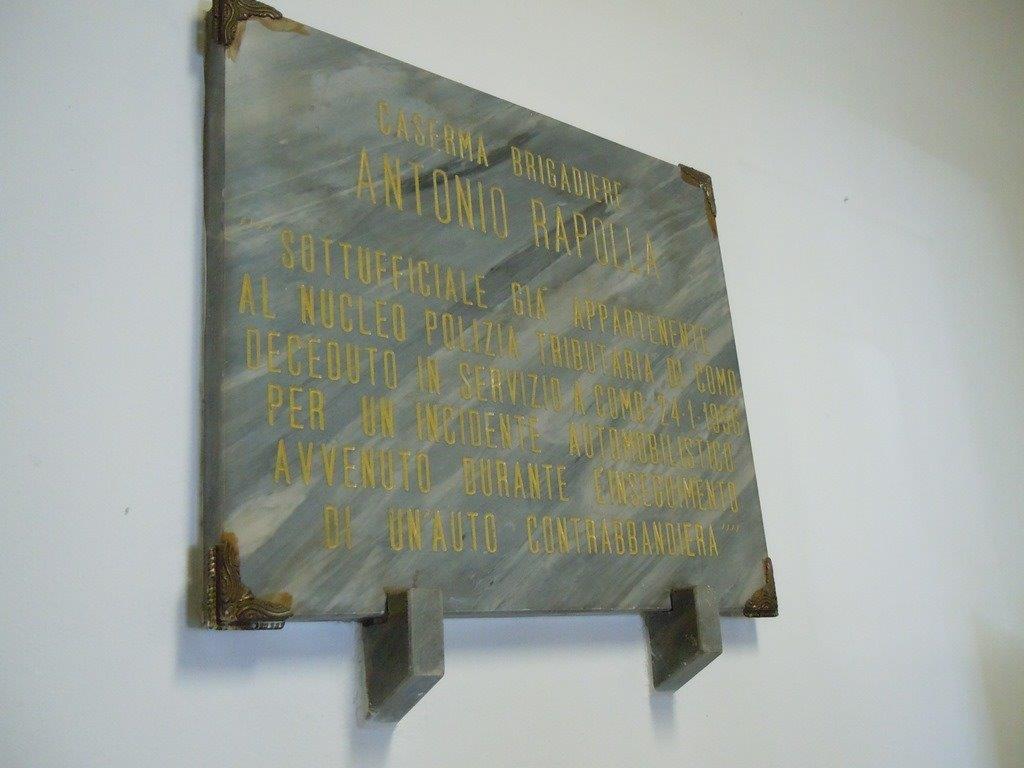 CASERMA BRIGADIERE
ANTONIO RAPOLLA
"" SOTTUFFICIALE GIÁ APPARTENENTE
AL NUCLEO POLIZIA TRIBUTARIA DI COMO
DECEDUTO IN SERVIZIO A COMO-24-1-1956
PER UN INCIDENTE AUTOMOBILISTICO
AVVENUTO DURANTE L'INSEGUIMENTO
DI UN'AUTO CONTRABBANDIERA""